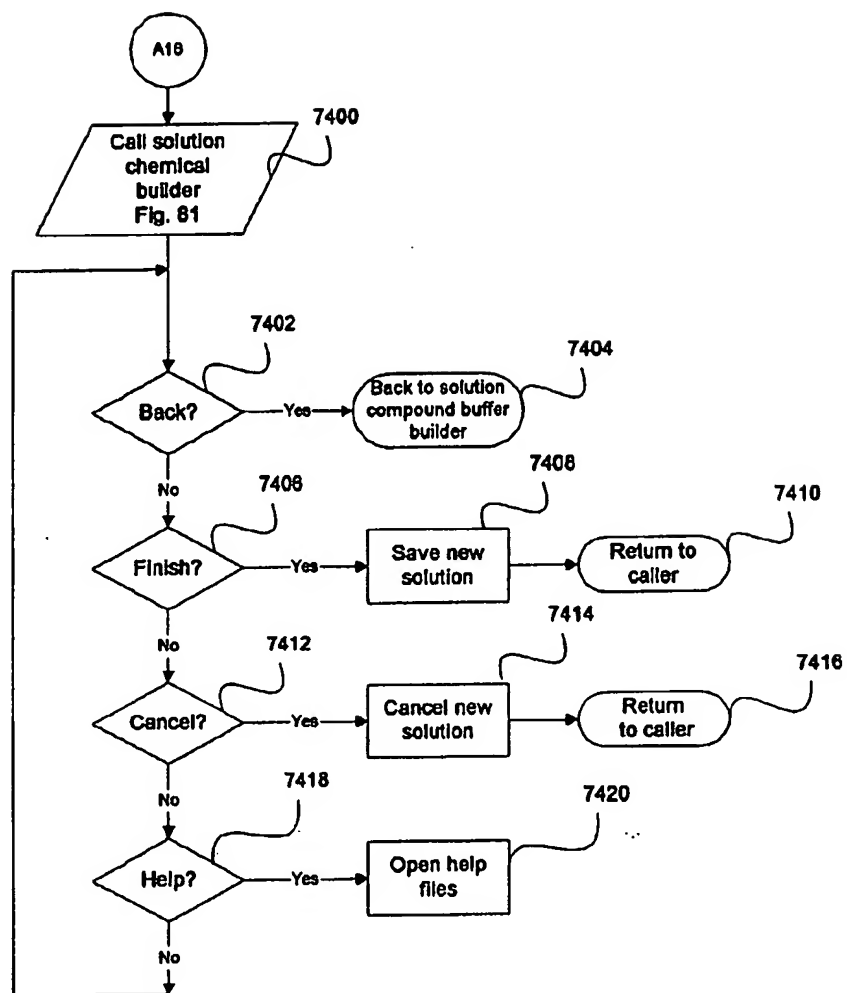 A16
7400
Call solution
chemical
builder
Fig. 81
7402
Back?
Yes
7404
Back to solution
compound buffer
builder
No
7406
Finish?
Yes
7408
Save new
solution
7410
Return to
caller
No
7412
Cancel?
Yes
7414
Cancel new
solution
7416
Return
to caller
No
7418
Help?
Yes
7420
Open help
files
No